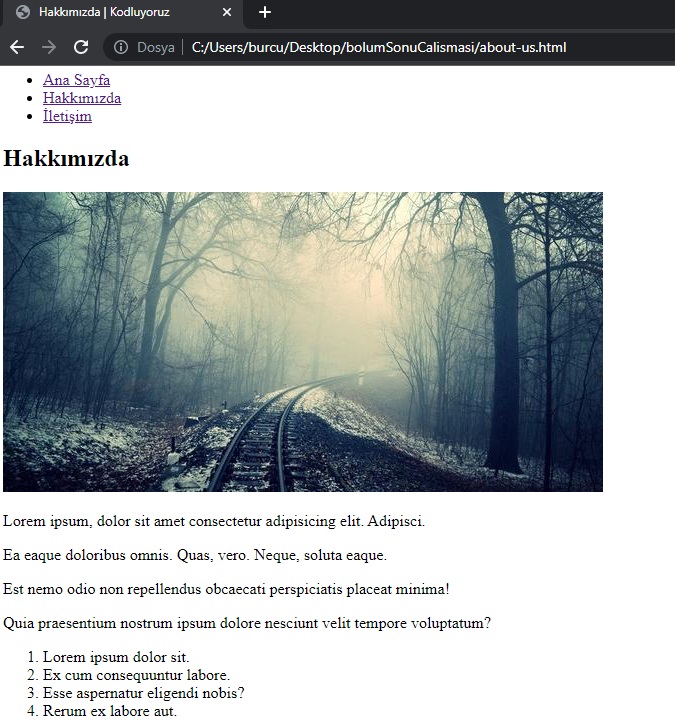 Hakkımızda | Kodluyoruz
Dosya | C:/Users/burcu/Desktop/bolumSonuCalismasi/about-us.html
Ana Sayfa
Hakkımızda
İletişim
Hakkımızda
Lorem ipsum, dolor sit amet consectetur adipisicing elit. Adipisci.
Ea eaque doloribus omnis. Quas, vero. Neque, soluta eaque.
Est nemo odio non repellendus obcaecati perspiciatis placeat minima!
Quia praesentium nostrum ipsum dolore nesciunt velit tempore voluptatum?
1. Lorem ipsum dolor sit.
2. Ex cum consequuntur labore.
3. Esse aspernatur eligendi nobis?
4. Rerum ex labore aut.